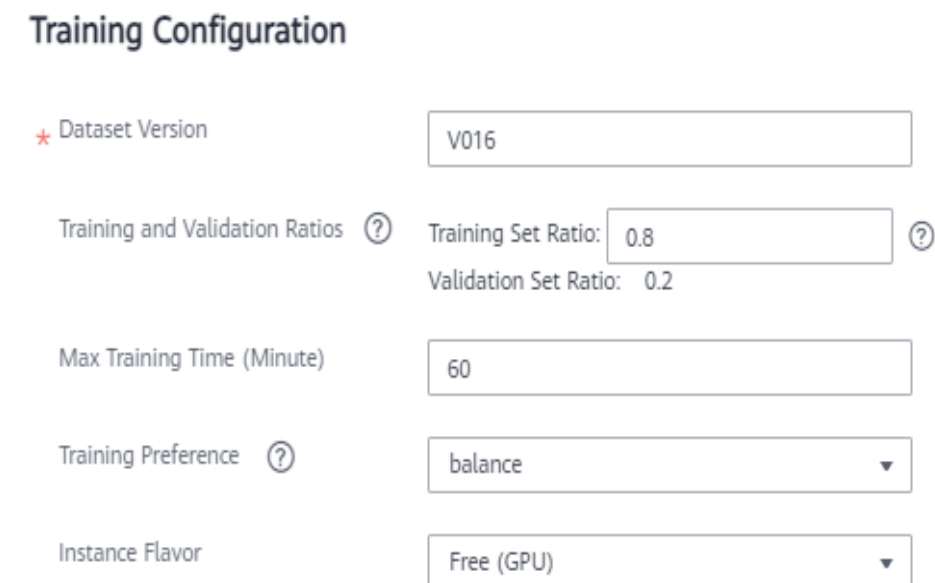 Training Configuration
* Dataset Version V016
Training and Validation Ratios ? Training Set Ratio: 0.8 ?
Validation Set Ratio: 0.2
Max Training Time (Minute) 60
Training Preference ? balance
Instance Flavor Free (GPU)